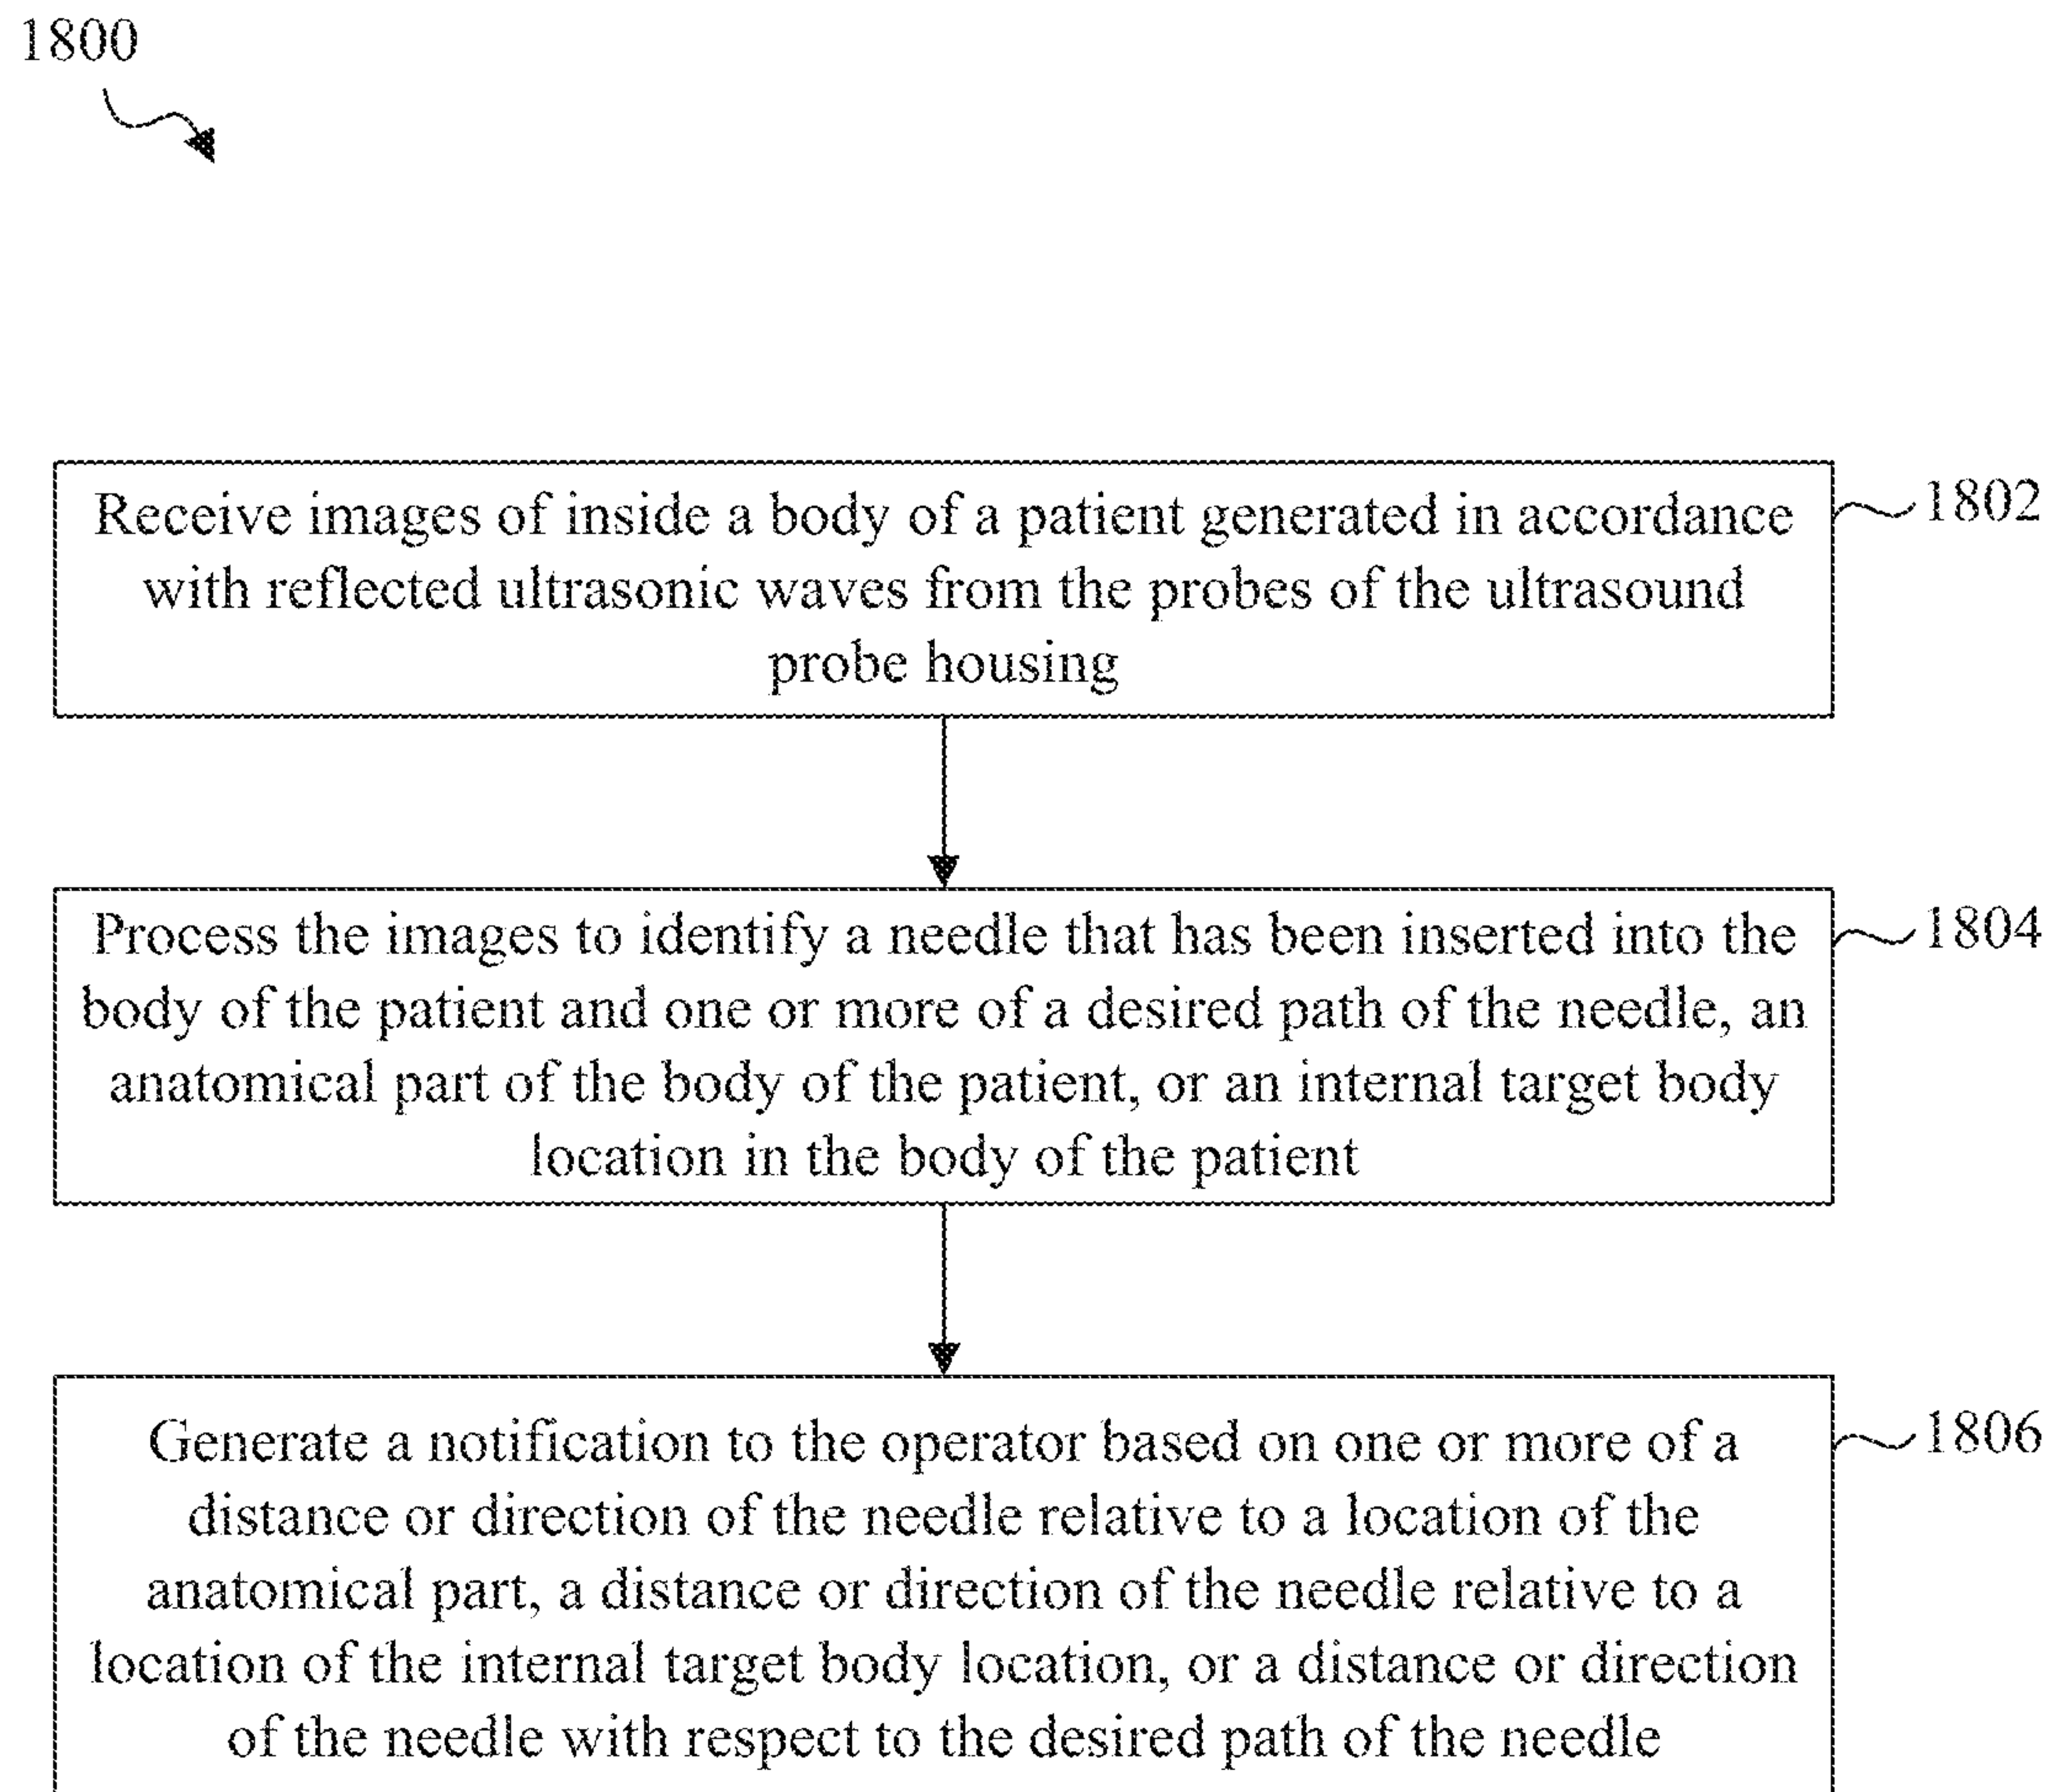 1800
Receive images of inside a body of a patient generated in accordance
with reflected ultrasonic waves from the probes of the ultrasound
probe housing
1802
Process the images to identify a needle that has been inserted into the
body of the patient and one or more of a desired path of the needle, an
anatomical part of the body of the patient, or an internal target body
location in the body of the patient
1804
Generate a notification to the operator based on one or more of a
distance or direction of the needle relative to a location of the
anatomical part, a distance or direction of the needle relative to a
location of the internal target body location, or a distance or direction
of the needle with respect to the desired path of the needle
1806